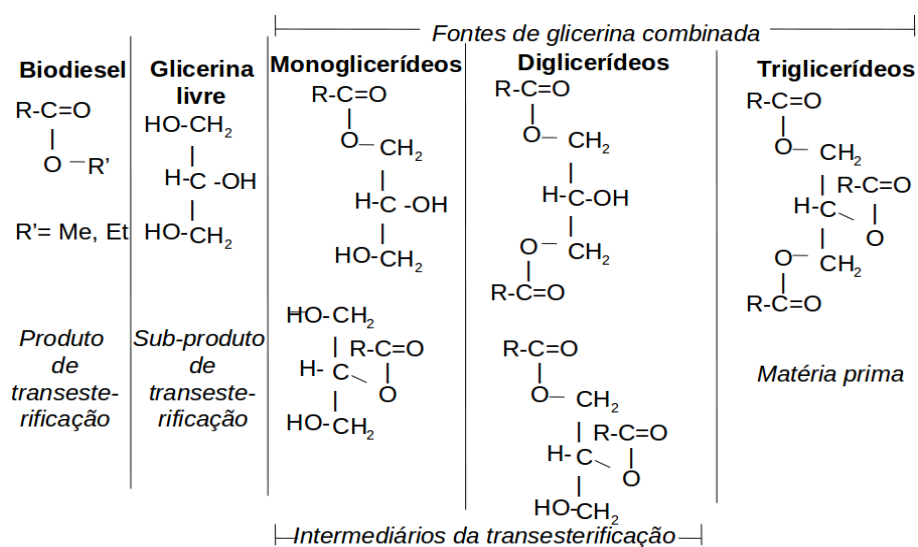 Fontes de glicerina combinada
Biodiesel
R-C=O
O
R'
R'= Me, Et
Produto
de
transeste-
rificação
Glicerina
livre
HO-CH2
H-C-OH
HO-CH2
Sub-produto
de
transeste-
rificação
Monoglicerídeos
R-C=O
O-CH2
H-C-OH
HO-CH2
HO-CH2
R-C=O
H-C
O
HO-CH2
Diglicerídeos
R-C=O
O-CH2
H-C-OH
O-CH2
R-C=O
R-C=O
O-CH2
R-C=O
H-C
O
HO-CH2
Triglicerídeos
R-C=O
O-CH2
R-C=O
H-C
O
O-CH2
R-C=O
Matéria prima
Intermediários da transesterificação